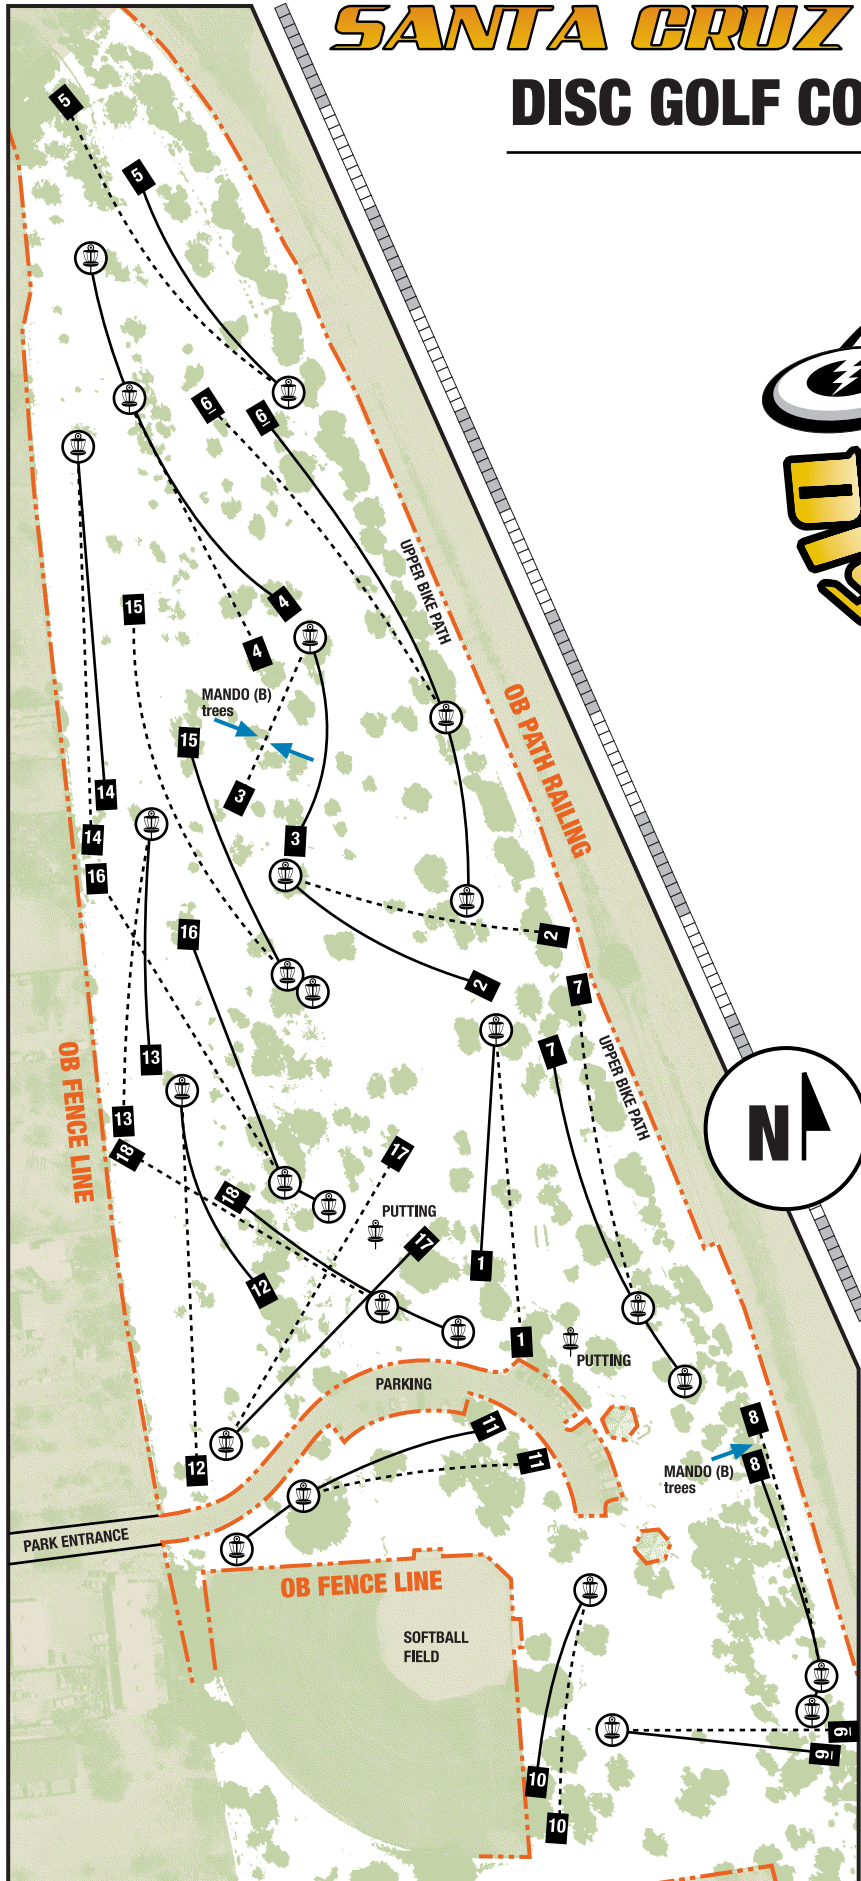 SANTA CRUZ
DISC GOLF CO
5
5
6
6
UPPER BIKE PATH
4
15
4
MANDO (B)
trees
OB PATH RAILING
15
14
3
14
3
16
16
2
2
7
13
7
UPPER BIKE PATH
OB FENCE LINE
N
13
18
17
18
PUTTING
17
1
12
1
PUTTING
PARKING
8
11
11
8
MANDO (B)
trees
12
PARK ENTRANCE
OB FENCE LINE
SOFTBALL
FIELD
9
9
10
10